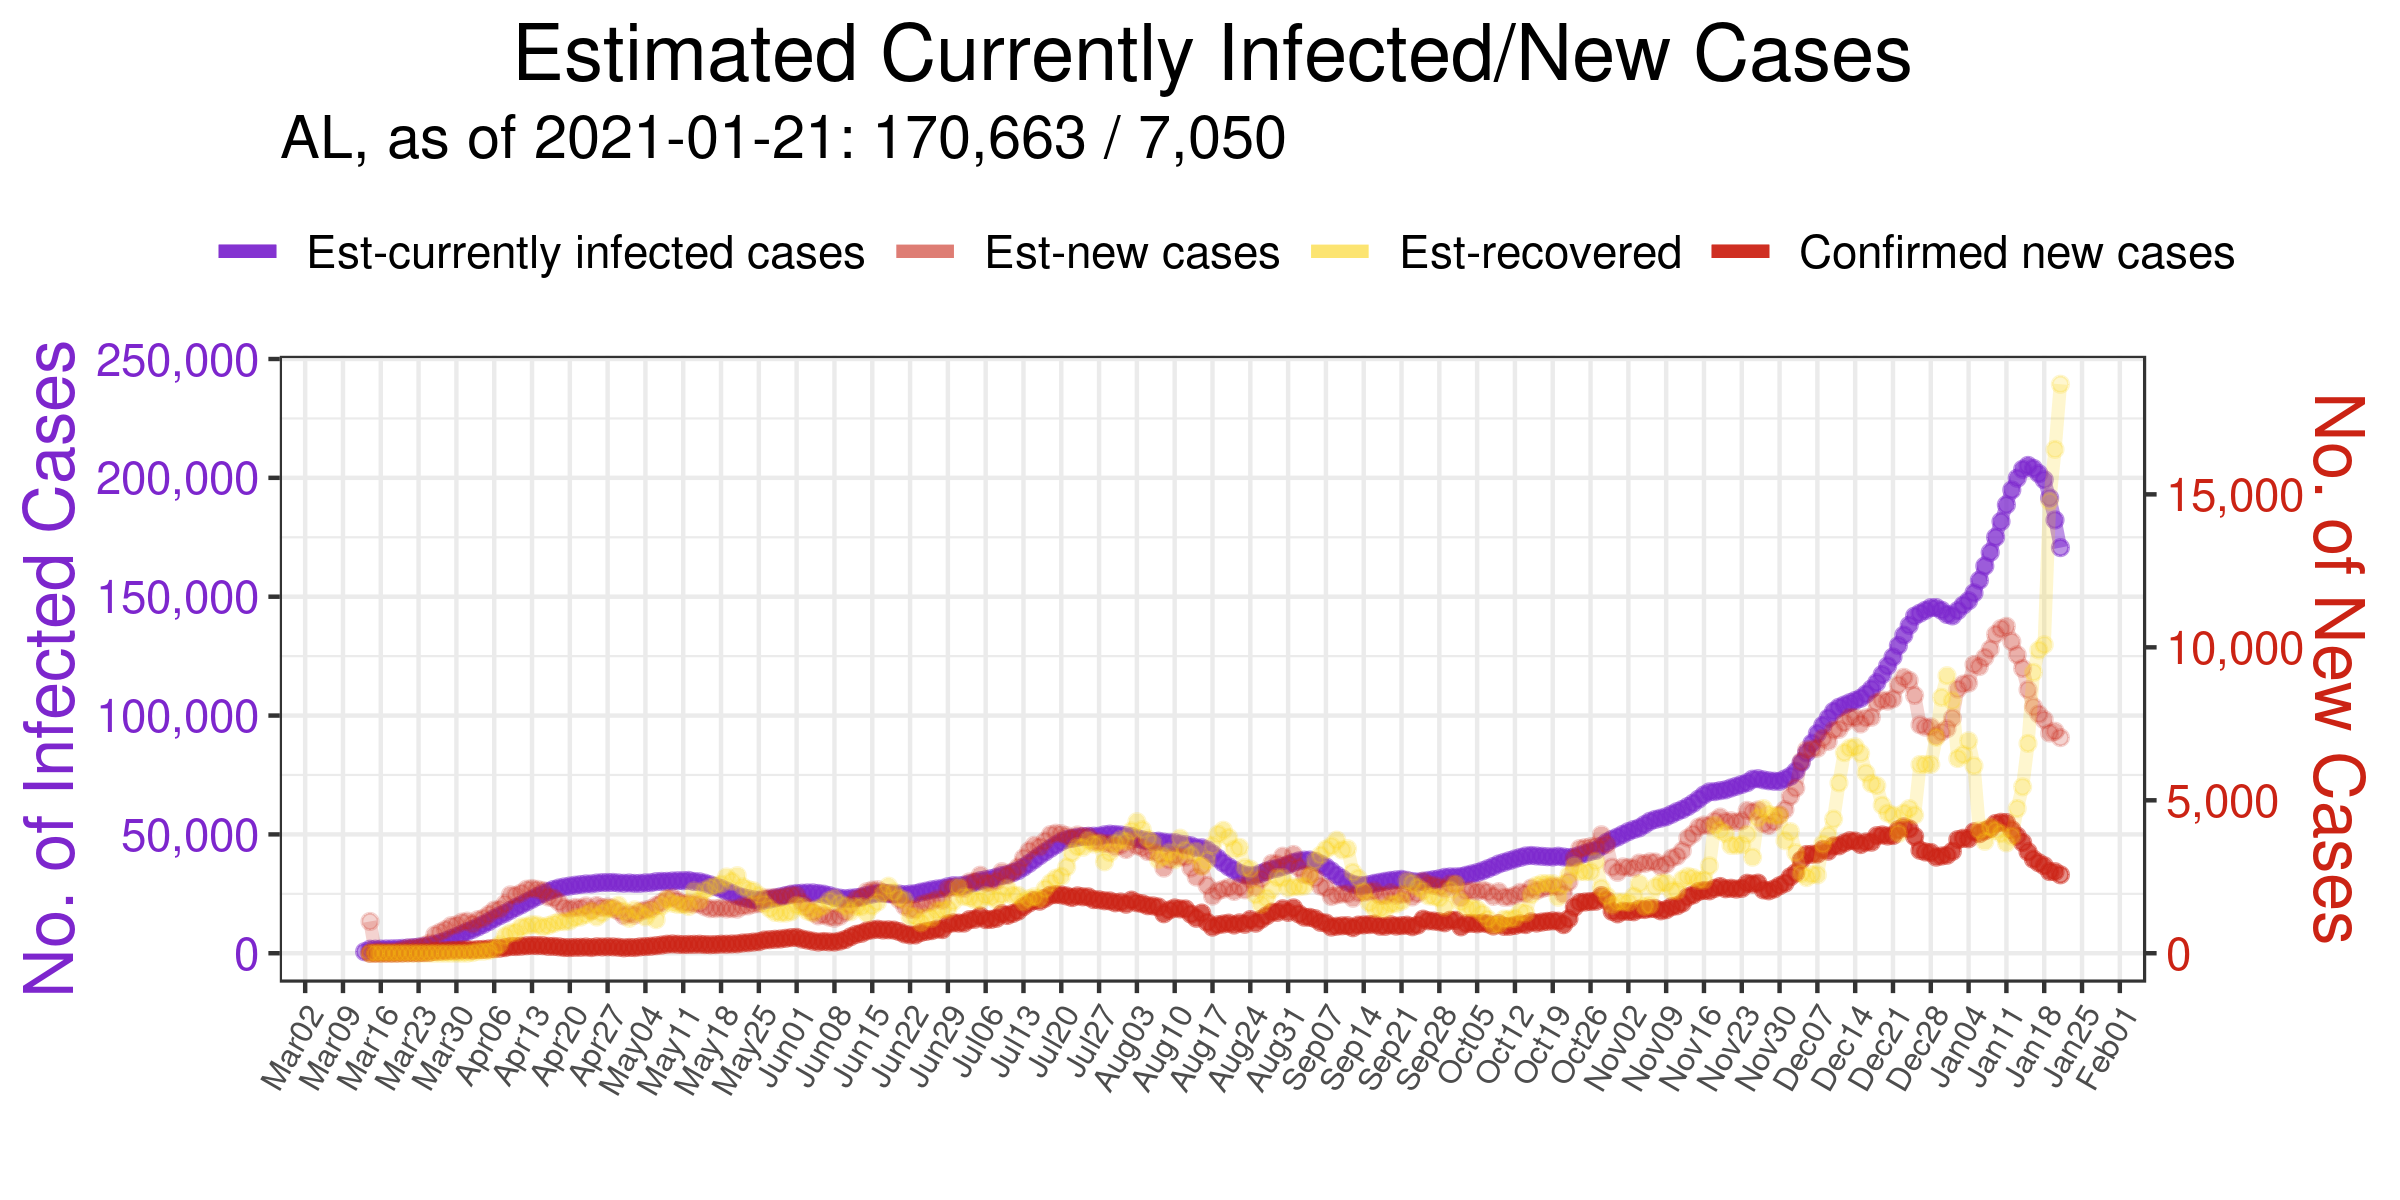 Estimated Currently Infected/New Cases
AL, as of 2021-01-21: 170,663 / 7,050
Est-currently infected cases Est-new cases Est-recovered Confirmed new cases
No. of Infected Cases
250,000
200,000
150,000
100,000
50,000
0
15,000
10,000
5,000
0
No. of New Cases
Mar02 Mar09 Mar16 Mar23 Mar30 Apr06 Apr13 Apr20 Apr27 May04 May11 May18 May25 Jun01 Jun08 Jun15 Jun22 Jun29 Jul06 Jul13 Jul20 Jul27 Aug03 Aug10 Aug17 Aug24 Aug31 Sep07 Sep14 Sep21 Sep28 Oct05 Oct12 Oct19 Oct26 Nov02 Nov09 Nov16 Nov23 Nov30 Dec07 Dec14 Dec21 Dec28 Jan04 Jan11 Jan18 Jan25 Feb01